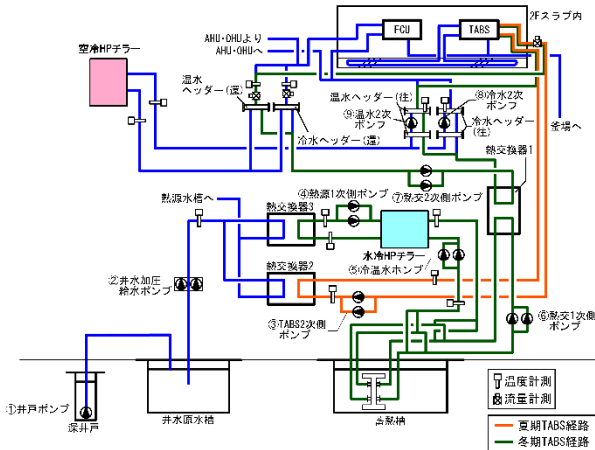 2Fスラブ内
AHU・OHUより
AHU・OHUへ
FCU
TABS
空冷HPチラー
温水
ヘッダー(還)
温水ヘッダー(往)
⑧冷水2次
ポンプ
⑨温水2次
ポンプ
冷水ヘッダー
(往)
釜場へ
冷水ヘッダー(還)
熱交換器1
④熱源1次側ポンプ
⑦熱交2次側ポンプ
熱源水槽へ
熱交換器3
水冷HPチラー
⑤冷温水ポンプ
熱交換器2
②井水加圧
給水ポンプ
③TABS2次側
ポンプ
⑥熱交1次側
ポンプ
①井戸ポンプ
深井戸
井水原水槽
蓄熱槽
温度計測
流量計測
夏期TABS経路
冬期TABS経路